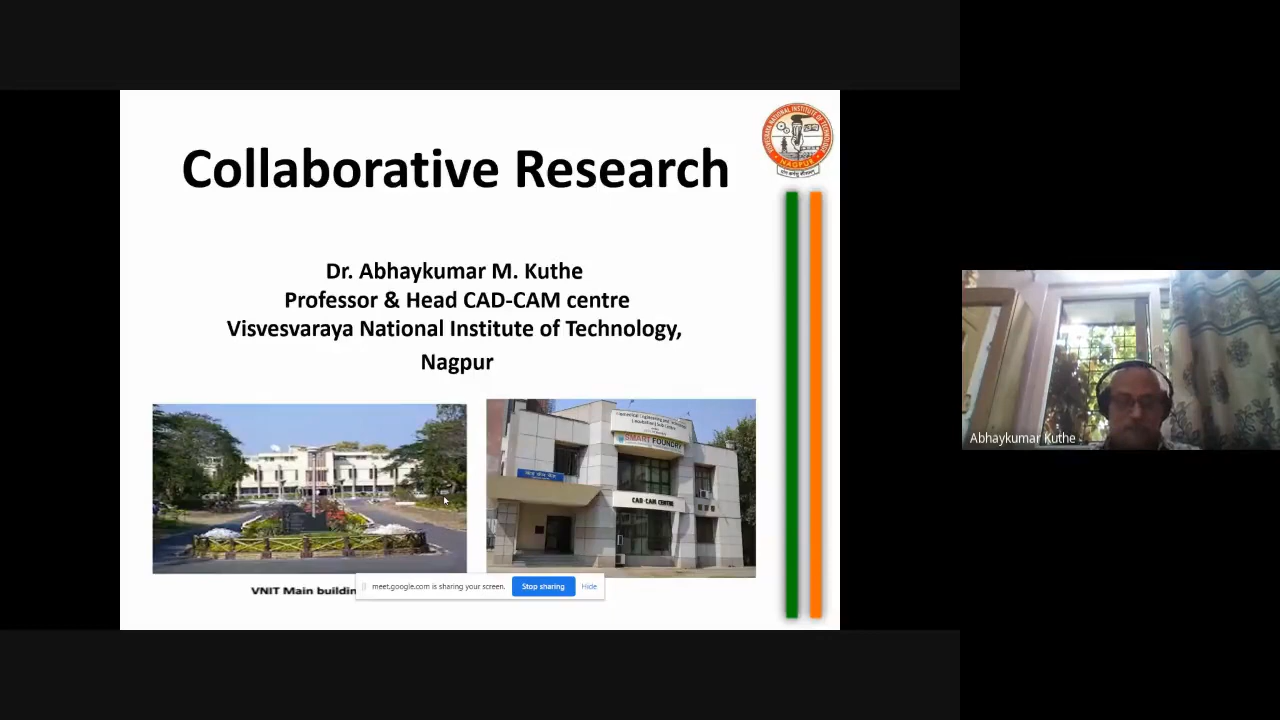 Collaborative Research
Dr. Abhaykumar M. Kuthe
Professor & Head CAD-CAM centre
Visvesvaraya National Institute of Technology,
Nagpur
NAGPUR
SMART FOUNDRY
CAD-CAM CENTRE
VNIT Main buildin
meet.google.com is sharing your screen.
Stop sharing
Hide
Abhaykumar Kuthe